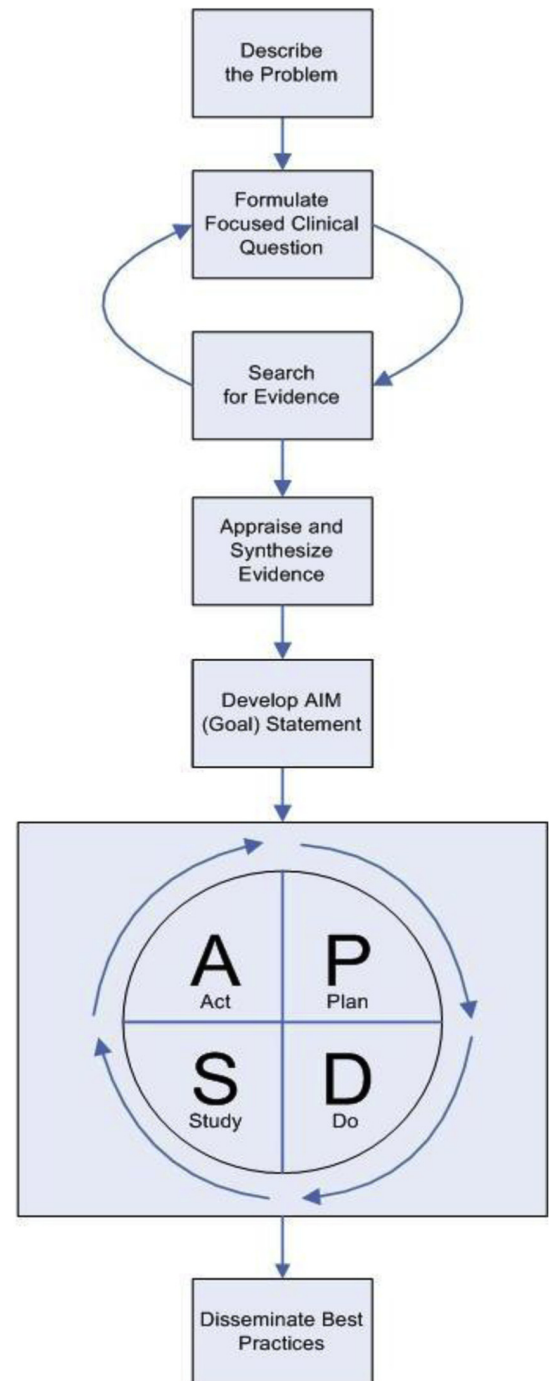 Describe
the Problem
Formulate
Focused Clinical
Question
Search
for Evidence
Appraise and
Synthesize
Evidence
Develop AIM
(Goal) Statement
A
Act
P
Plan
S
Study
D
Do
Disseminate Best
Practices